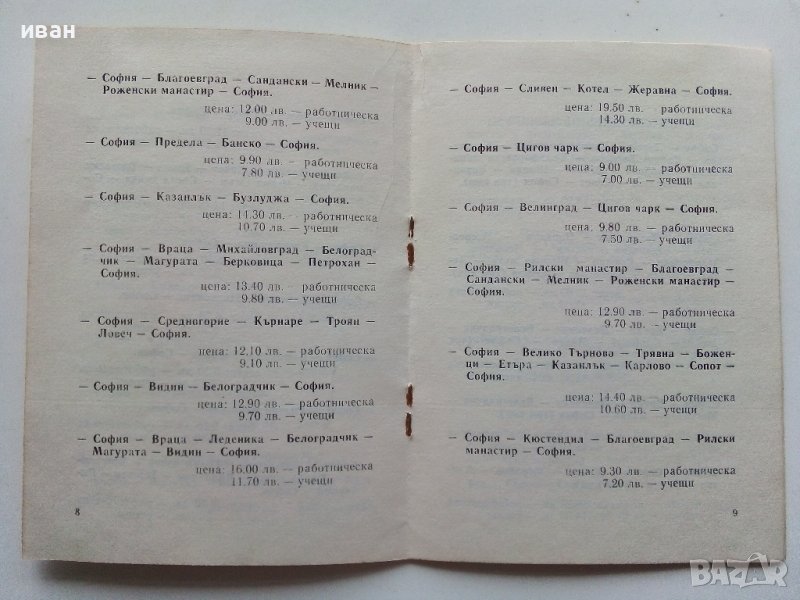 иван
– София – Благоевград – Сандански – Мелник –
Роженски манастир – София.
цена: 12.00 лв. – работническа
9.00 лв. – учещи
– София – Предела – Банско – София.
цена: 9.90 лв. – работническа
7.80 лв. – учещи
– София – Казанлък – Бузлуджа – София.
цена: 14.30 лв. – работническа
10.70 лв. – учещи
– София – Враца – Михайловград – Белоград-
чик – Магурата – Берковица – Петрохан –
София.
цена: 13.40 лв. – работническа
9.80 лв. – учещи
– София – Средногорие – Кърнаре – Троян –
Ловеч – София.
цена: 12.10 лв. – работническа
9.10 лв. – учещи
– София – Видин – Белоградчик – София.
цена: 12.90 лв. – работническа
9.70 лв. – учещи
– София – Враца – Леденика – Белоградчик –
Магурата – Видин – София.
цена: 16.00 лв. – работническа
11.70 лв. – учещи
8
– София – Сливен – Котел – Жеравна – София.
цена: 19.50 лв. – работническа
14.30 лв. – учещи
– София – Цигов чарк – София.
цена: 9.00 лв. – работническа
7.00 лв. – учещи
– София – Велинград – Цигов чарк – София.
цена: 9.80 лв. – работническа
7.50 лв. – учещи
– София – Рилски манастир – Благоевград –
Сандански – Мелник – Роженски манастир –
София.
цена: 12.90 лв. – работническа
9.70 лв. – учещи
– София – Велико Търнова – Трявна – Божен-
ци – Етъра – Казанлък – Карлово – Сопот –
София.
цена: 14.40 лв. – работническа
10.60 лв. – учещи
– София – Кюстендил – Благоевград – Рилски
манастир – София.
цена: 9.30 лв. – работническа
7.20 лв. – учещи
9
BAZAR